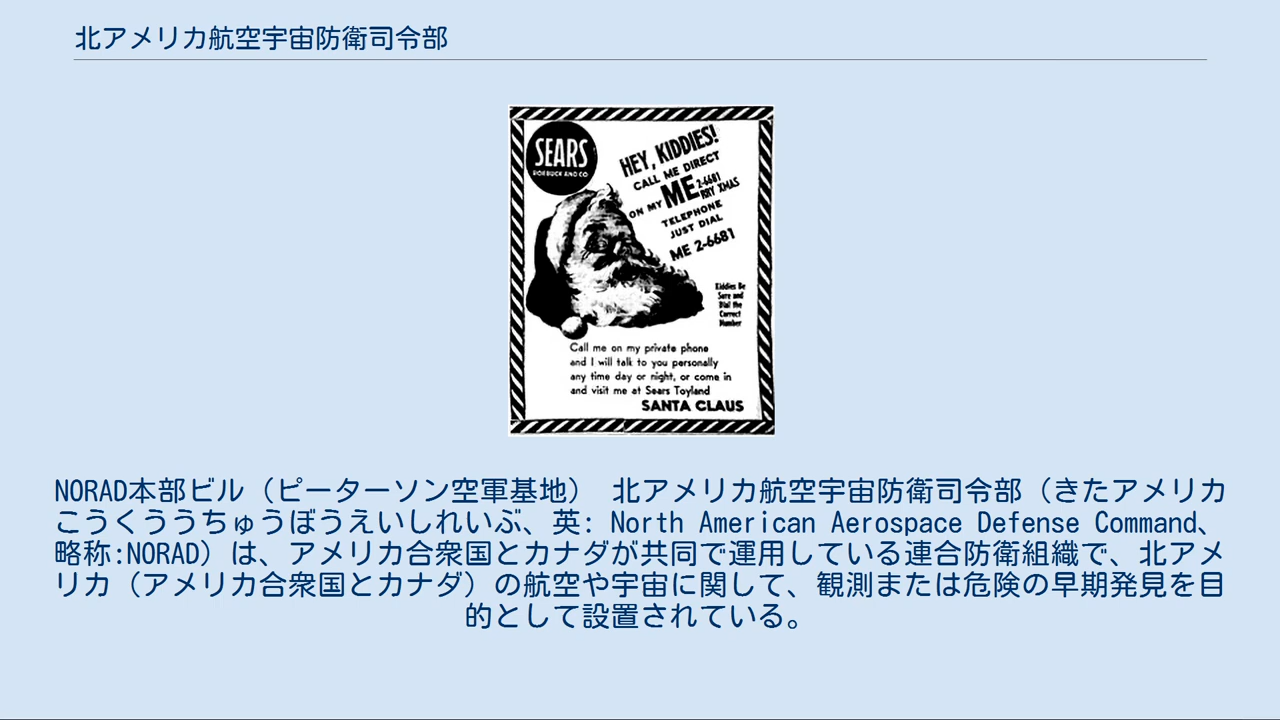 北アメリカ航空宇宙防衛司令部
SEARS
ROEBUCK AND CO
HEY, KIDDIES!
CALL ME DIRECT
ON MY ME 2-6681
RRY XMAS
TELEPHONE
JUST DIAL
ME 2-6681
Kiddies Be
Sure and
Dial the
Correct
Number
Call me on my private phone
and I will talk to you personally
any time day or night, or come in
and visit me at Sears Toyland
SANTA CLAUS
NORAD本部ビル（ピーターソン空軍基地） 北アメリカ航空宇宙防衛司令部（きたアメリカ
こうくううちゅうぼうえいしれいぶ、英: North American Aerospace Defense Command、
略称:NORAD）は、アメリカ合衆国とカナダが共同で運用している連合防衛組織で、北アメ
リカ（アメリカ合衆国とカナダ）の航空や宇宙に関して、観測または危険の早期発見を目
的として設置されている。